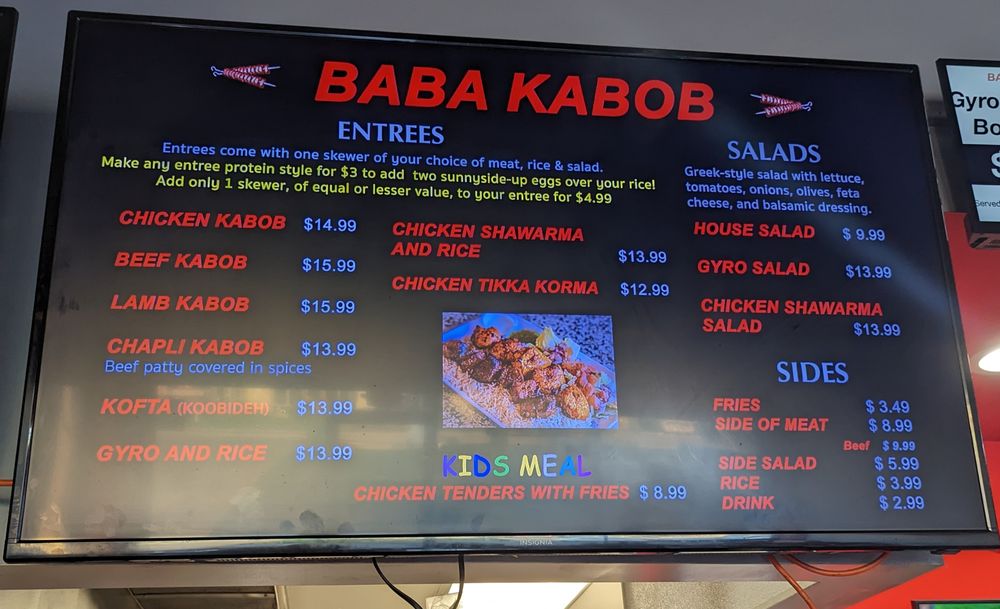 BABA KABOB
ENTREES
Entrees come with one skewer of your choice of meat, rice & salad.
Make any entree protein style for $3 to add two sunnyside-up eggs over your rice!
Add only 1 skewer, of equal or lesser value, to your entree for $4.99
CHICKEN KABOB $14.99
BEEF KABOB $15.99
LAMB KABOB $15.99
CHAPLI KABOB $13.99
Beef patty covered in spices
KOFTA (KOOBIDEH) $13.99
GYRO AND RICE $13.99
CHICKEN SHAWARMA
AND RICE $13.99
CHICKEN TIKKA KORMA $12.99
KIDS MEAL
CHICKEN TENDERS WITH FRIES $ 8.99
SALADS
Greek-style salad with lettuce,
tomatoes, onions, olives, feta
cheese, and balsamic dressing.
HOUSE SALAD $ 9.99
GYRO SALAD $13.99
CHICKEN SHAWARMA
SALAD $13.99
SIDES
FRIES $ 3.49
SIDE OF MEAT $ 8.99
Beef $ 9.99
SIDE SALAD $ 5.99
RICE $ 3.99
DRINK $ 2.99
INSIGNIA
BA
Gyro
Bo
$
Served